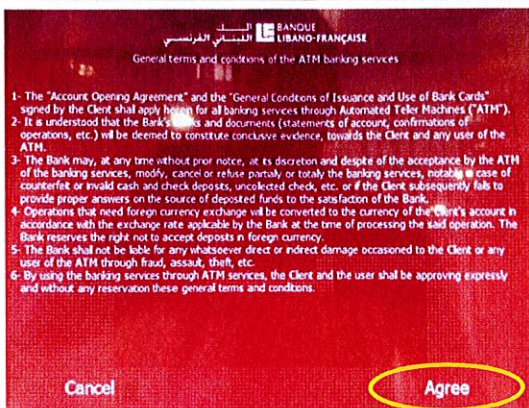 البنك BANQUE
اللبناني الفرنسي LIBANO-FRANÇAISE
General terms and conditions of the ATM banking services
1- The "Account Opening Agreement" and the "General Conditions of Issuance and Use of Bank Cards"
signed by the Client shall apply herein for all banking services through Automated Teller Machines ("ATM").
2- It is understood that the Bank's books and documents (statements of account, confirmations of
operations, etc.) will be deemed to constitute conclusive evidence, towards the Client and any user of the
ATM.
3- The Bank may, at any time without prior notice, at its discretion and despite of the acceptance by the ATM
of the banking services, modify, cancel or refuse partialy or totaly the banking services, notably in case of
counterfeit or invalid cash and check deposits, uncollected check, etc. or if the Client subsequently fails to
provide proper answers on the source of deposited funds to the satisfaction of the Bank.
4- Operations that need foreign currency exchange will be converted to the currency of the Client's account in
accordance with the exchange rate applicable by the Bank at the time of processing the said operation. The
Bank reserves the right not to accept deposits in foreign currency.
5- The Bank shall not be liable for any whatsoever direct or indirect damage occasioned to the Client or any
user of the ATM through fraud, assault, theft, etc.
6- By using the banking services through ATM services, the Client and the user shall be approving expressly
and without any reservation these general terms and conditions.
Cancel Agree